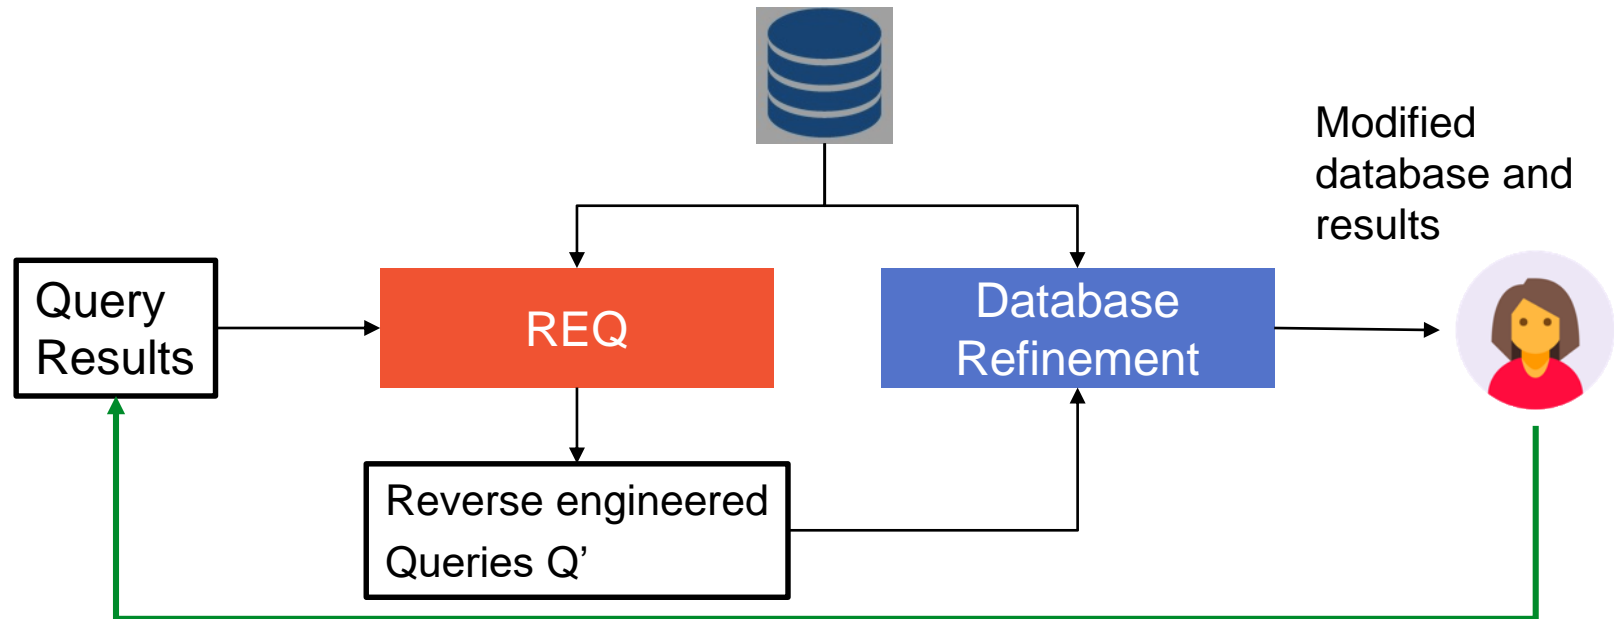 Modified
database and
results
Query
Results
REQ
Database
Refinement
Reverse engineered
Queries Q’